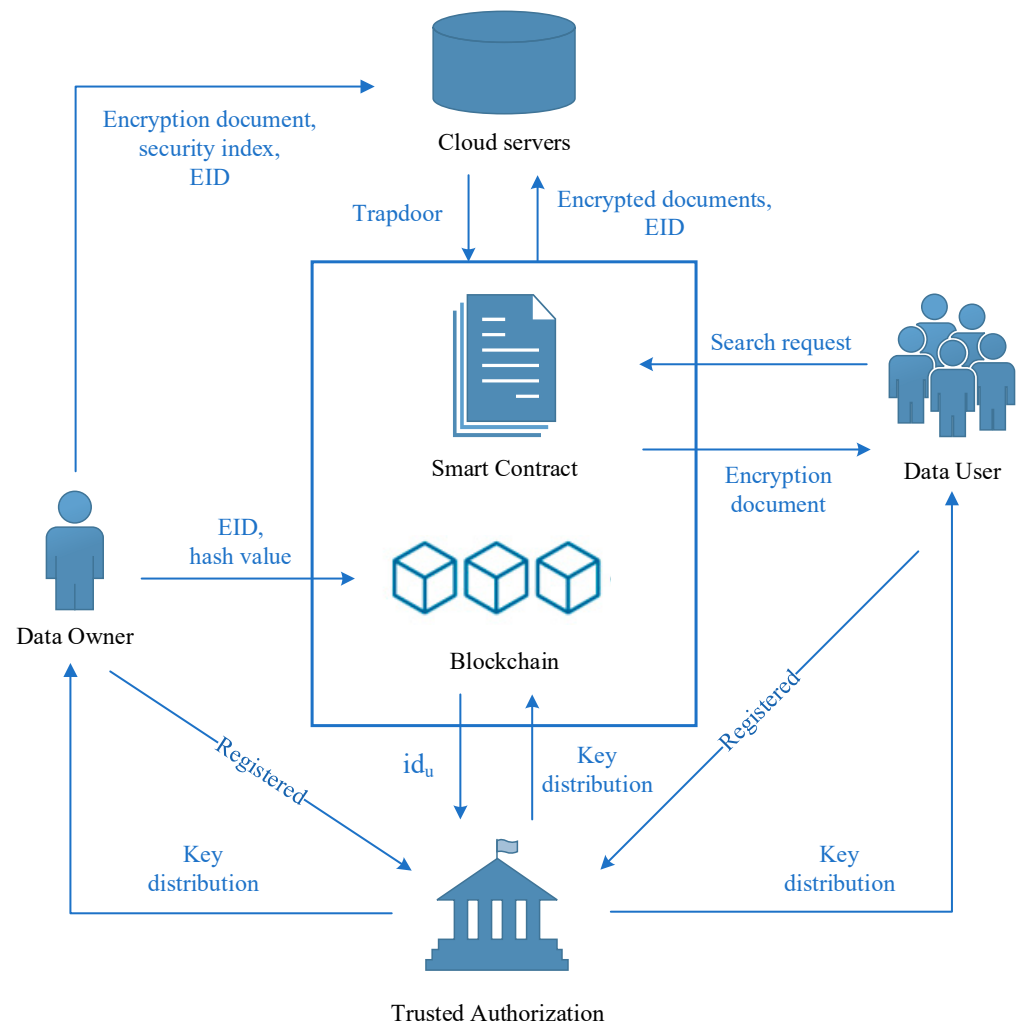 Encryption document,
security index,
EID
Cloud servers
Trapdoor
Encrypted documents,
EID
Search request
Smart Contract
Encryption
document
Data User
EID,
hash value
Data Owner
Blockchain
Registered
Registered
idu
Key
distribution
Key
distribution
Key
distribution
Trusted Authorization